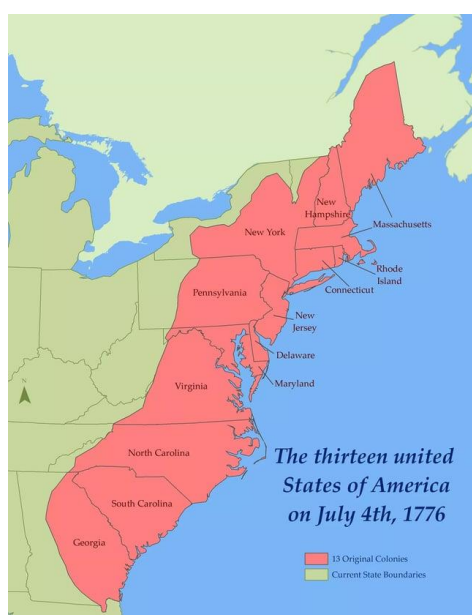 New
Hampshire
New York
Massachusetts
Rhode
Island
Connecticut
Pennsylvania
New
Jersey
Delaware
Maryland
Virginia
N
North Carolina
South Carolina
Georgia
The thirteen united
States of America
on July 4th, 1776
13 Original Colonies
Current State Boundaries